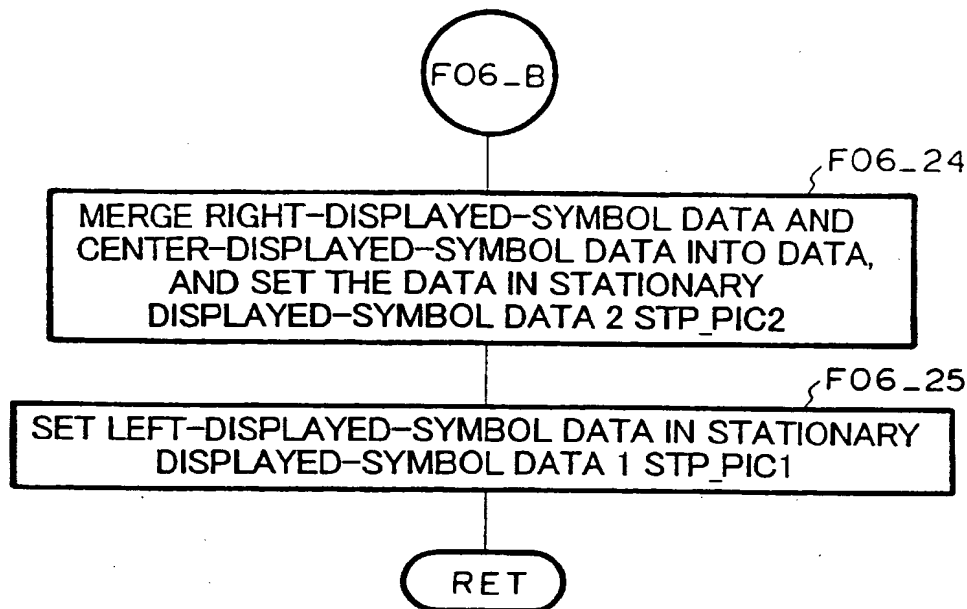 F06_B
F06_24
MERGE RIGHT-DISPLAYED-SYMBOL DATA AND
CENTER-DISPLAYED-SYMBOL DATA INTO DATA,
AND SET THE DATA IN STATIONARY
DISPLAYED-SYMBOL DATA 2 STP_PIC2
F06_25
SET LEFT-DISPLAYED-SYMBOL DATA IN STATIONARY
DISPLAYED-SYMBOL DATA 1 STP_PIC1
RET